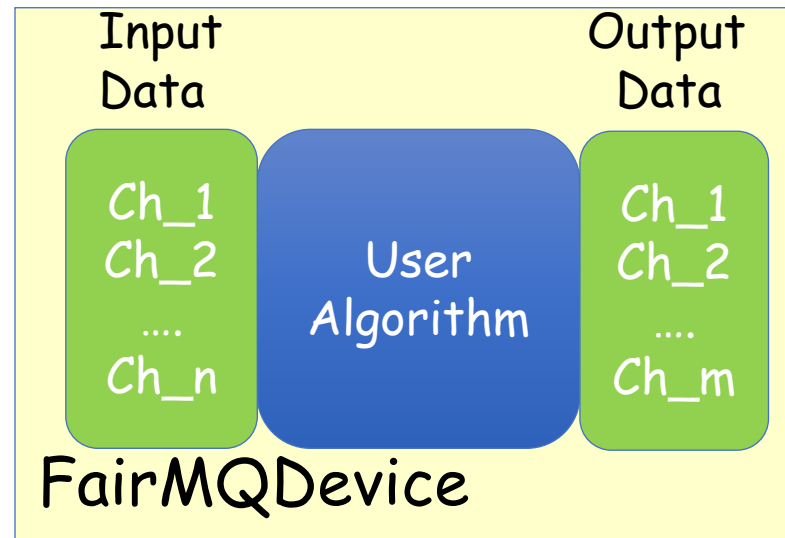 Input
Data
Output
Data
Ch_1
Ch_2
....
Ch_n
User
Algorithm
Ch_1
Ch_2
....
Ch_m
FairMQDevice